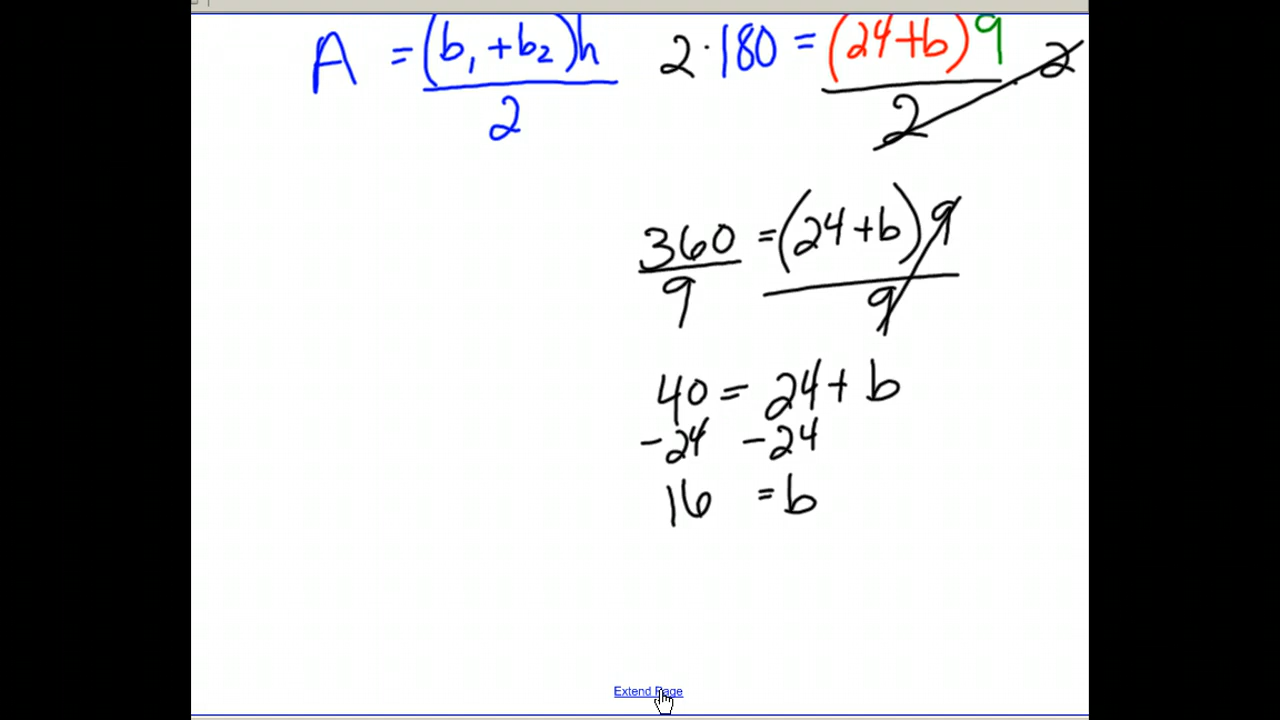 A = (b₁ + b₂)h
2
2 · 180 = (24+b) 9 2
2
360 = (24+b) 9
9 9
40 = 24 + b
-24 -24
16 = b
Extend Page